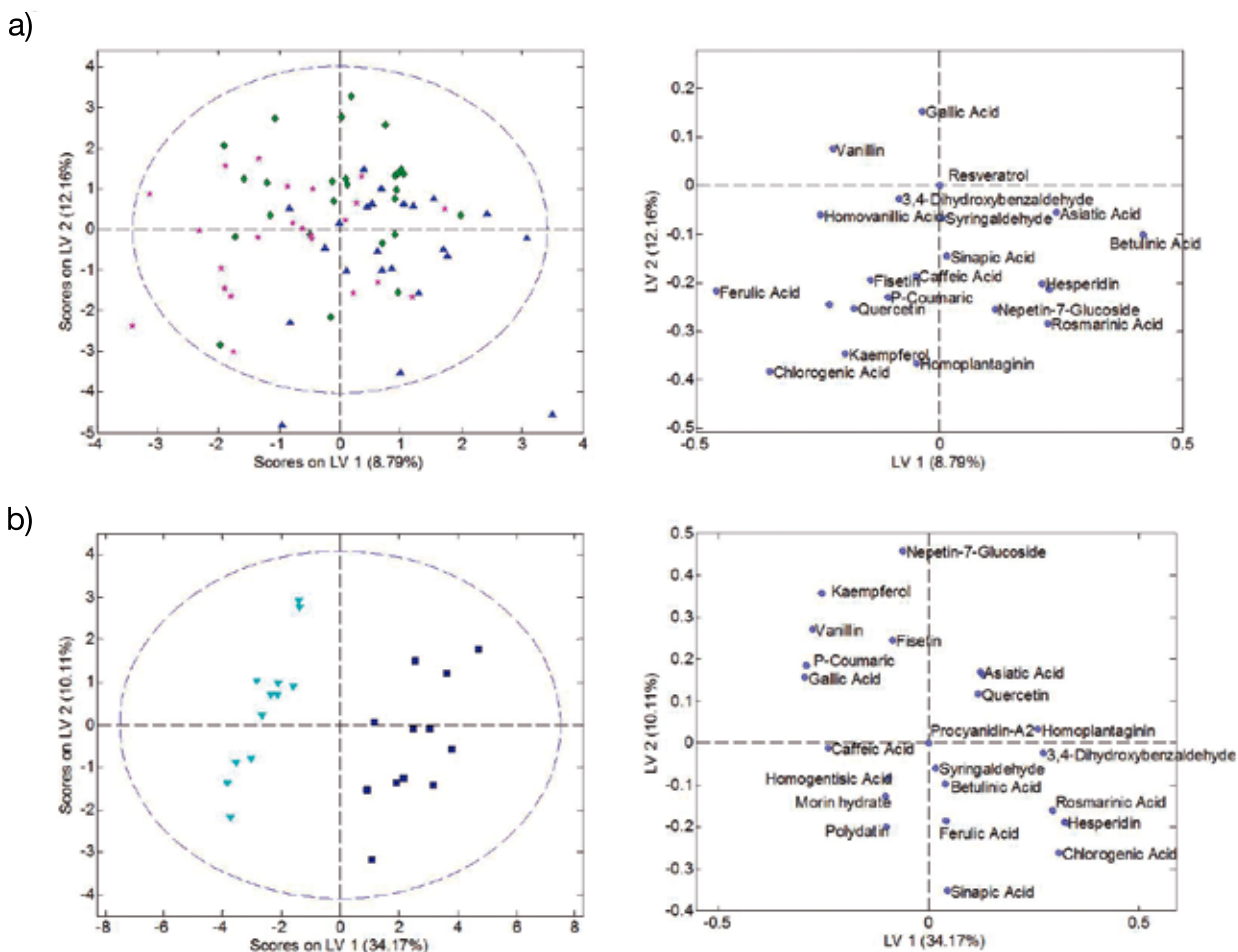 a)
4
3
2
1
0
-1
-2
-3
-4
-5
Scores on LV 2 (12.16%)
-4 -3 -2 -1 0 1 2 3 4
Scores on LV 1 (8.79%)
0.2
0.1
0
-0.1
-0.2
-0.3
-0.4
-0.5
LV 2 (12.16%)
Gallic Acid
Vanillin
Resveratrol
3,4-Dihydroxybenzaldehyde
Homovanillic Acid Syringaldehyde Asiatic Acid
Betulinic Acid
Sinapic Acid
Fisetin Caffeic Acid Hesperidin
Ferulic Acid P-Coumaric
Quercetin Nepetin-7-Glucoside
Rosmarinic Acid
Kaempferol Homoplantaginin
Chlorogenic Acid
-0.5 0 0.5
LV 1 (8.79%)
b)
4
3
2
1
0
-1
-2
-3
-4
Scores on LV 2 (10.11%)
-8 -6 -4 -2 0 2 4 6 8
Scores on LV 1 (34.17%)
0.5
0.4
0.3
0.2
0.1
0
-0.1
-0.2
-0.3
-0.4
LV 2 (10.11%)
Nepetin-7-Glucoside
Kaempferol
Vanillin
Fisetin
P-Coumaric
Gallic Acid
Asiatic Acid
Quercetin
Procyanidin-A2 Homoplantaginin
Caffeic Acid 3,4-Dihydroxybenzaldehyde
Homogentisic Acid Syringaldehyde
Betulinic Acid
Morin hydrate Rosmarinic Acid
Polydatin Ferulic Acid Hesperidin
Chlorogenic Acid
Sinapic Acid
-0.5 0 0.5
LV 1 (34.17%)